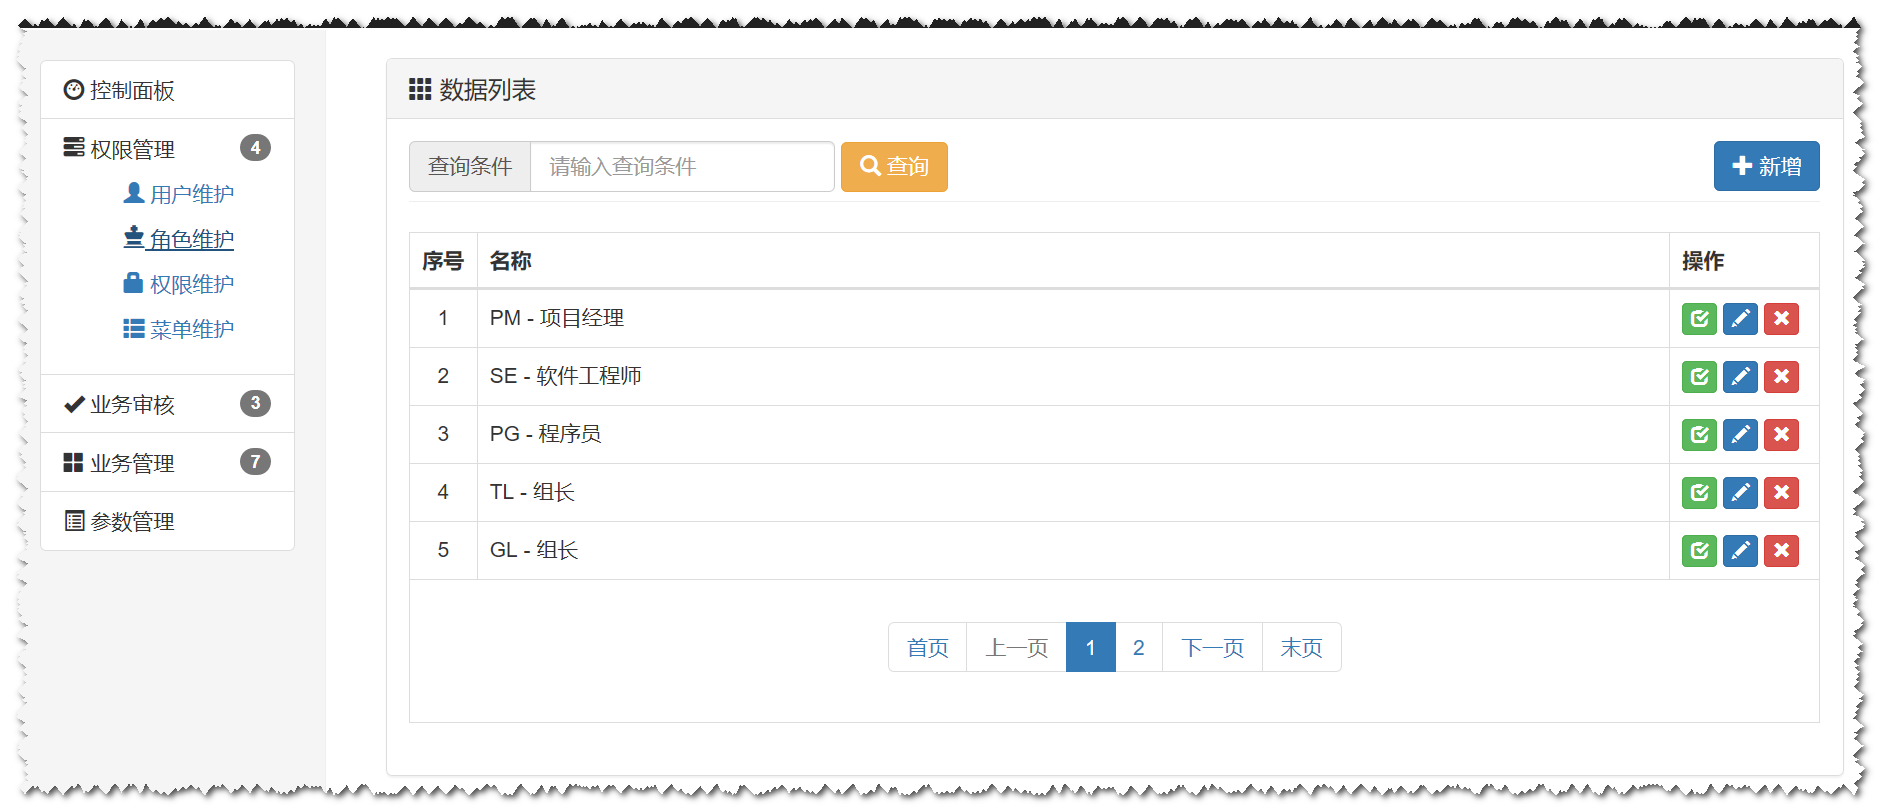 控制面板
权限管理 4
用户维护
角色维护
权限维护
菜单维护
业务审核 3
业务管理 7
参数管理
数据列表
查询条件 请输入查询条件 查询 新增
序号 名称 操作
1 PM - 项目经理
2 SE - 软件工程师
3 PG - 程序员
4 TL - 组长
5 GL - 组长
首页 上一页 1 2 下一页 末页